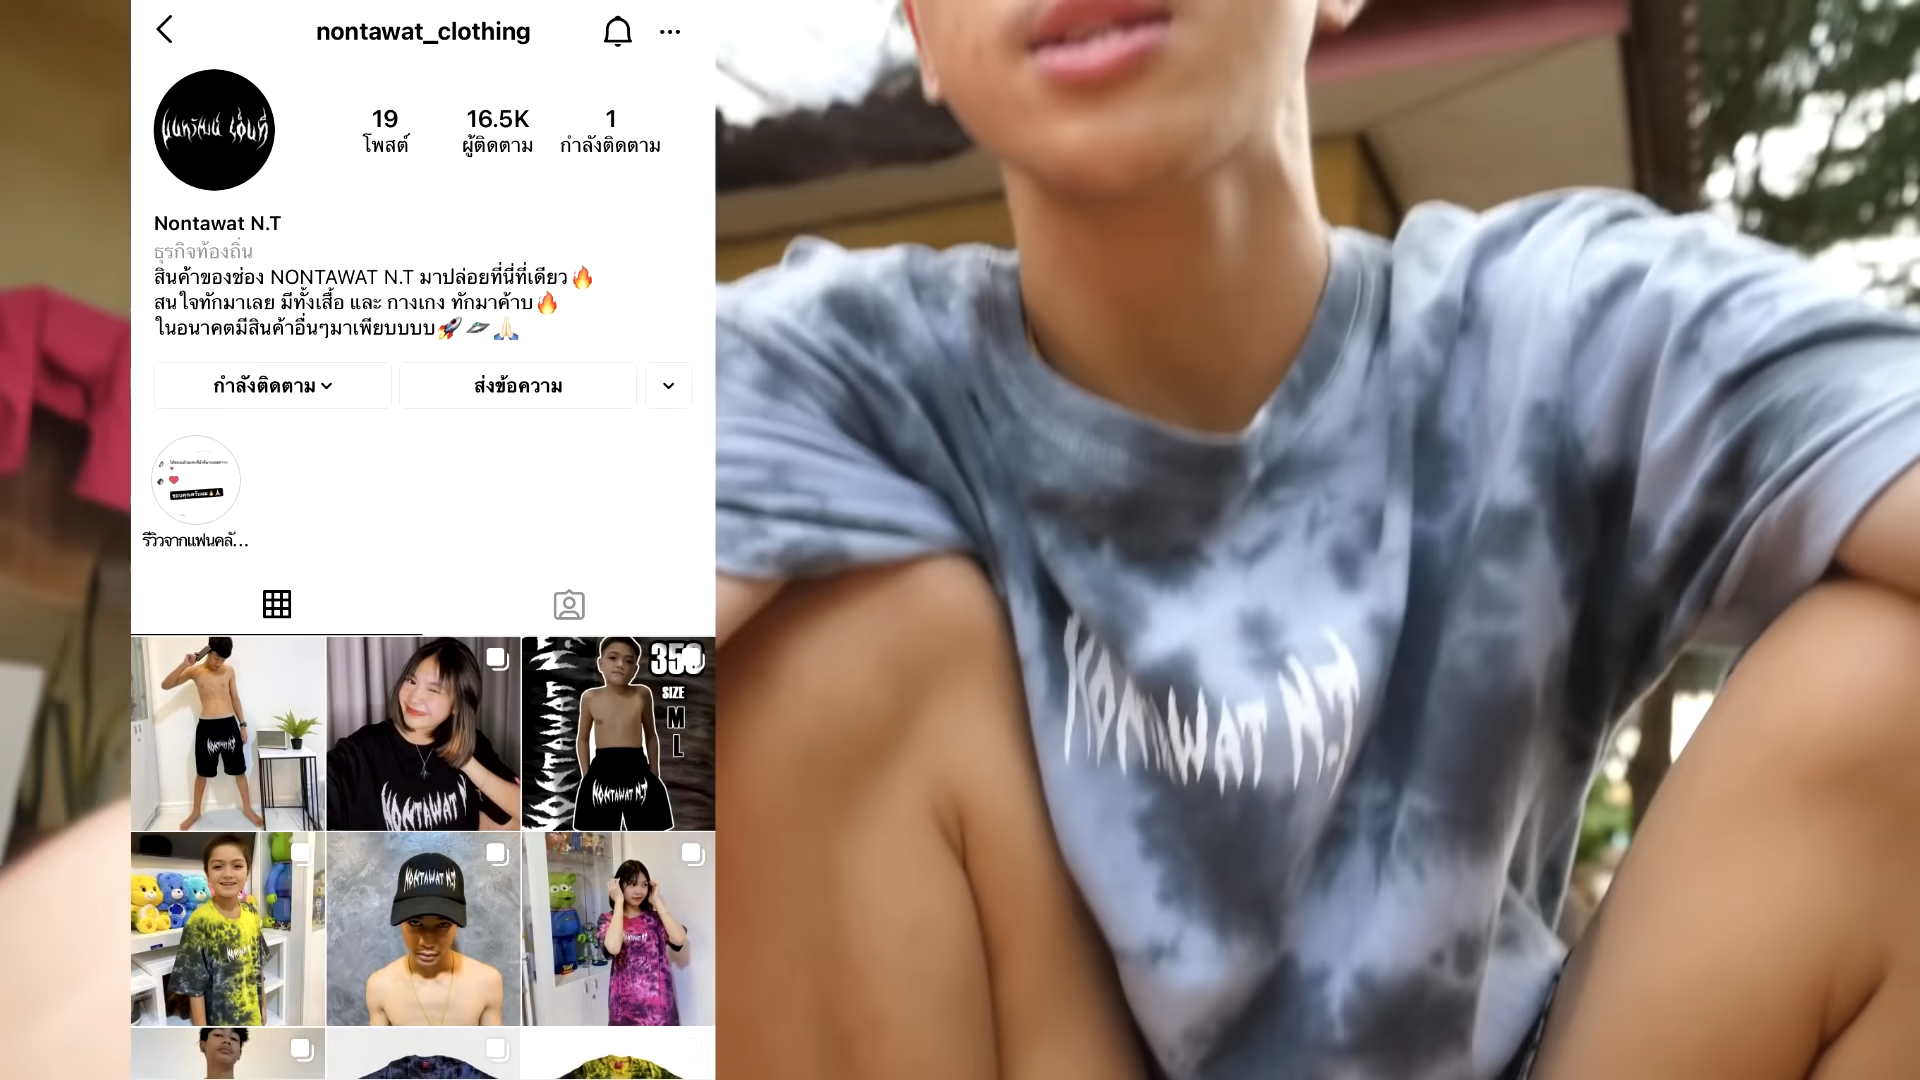 nontawat_clothing
19
โพสต์
16.5K
ผู้ติดตาม
1
กำลังติดตาม
Nontawat N.T
ธุรกิจท้องถิ่น
สินค้าของช่อง NONTAWAT N.T มาปล่อยที่นี่ที่เดียว🔥
สนใจทักมาเลย มีทั้งเสื้อ และ กางเกง ทักมาค้าบ🔥
ในอนาคตมีสินค้าอื่นๆมาเพียบบบบ🚀🛸🙏🏻
กำลังติดตาม
ส่งข้อความ
รีวิวจากแฟนคลั...
NONTAWAT N.T
NONTAWAT N
NONTAWAT N.T
350
SIZE
M
L
NONTAWAT N.T
NONTAWAT N.T
NONTAWAT N.T